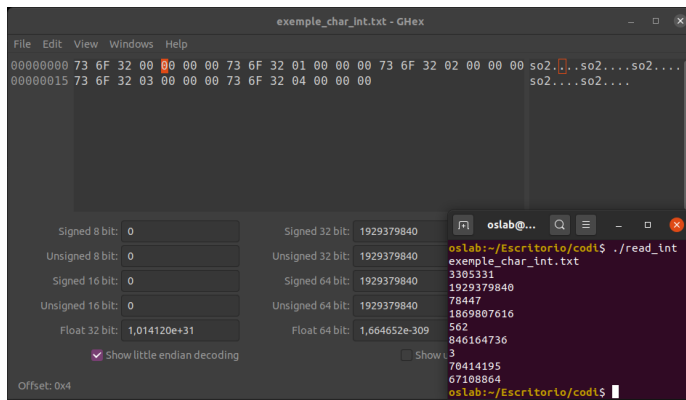 exemple_char_int.txt - GHex
File Edit View Windows Help
00000000 73 6F 32 00 00 00 00 73 6F 32 01 00 00 00 73 6F 32 02 00 00 00 so2....so2....so2....
00000015 73 6F 32 03 00 00 00 73 6F 32 04 00 00 00 so2....so2....
Signed 8 bit: 0 Signed 32 bit: 1929379840
Unsigned 8 bit: 0 Unsigned 32 bit: 1929379840
Signed 16 bit: 0 Signed 64 bit: 1929379840
Unsigned 16 bit: 0 Unsigned 64 bit: 1929379840
Float 32 bit: 1,014120e+31 Float 64 bit: 1,664652e-309
Show little endian decoding Show u
Offset: 0x4
oslab@...
oslab:~/Escritorio/codi$ ./read_int
exemple_char_int.txt
3305331
1929379840
78447
1869807616
562
846164736
3
70414195
67108864
oslab:~/Escritorio/codi$